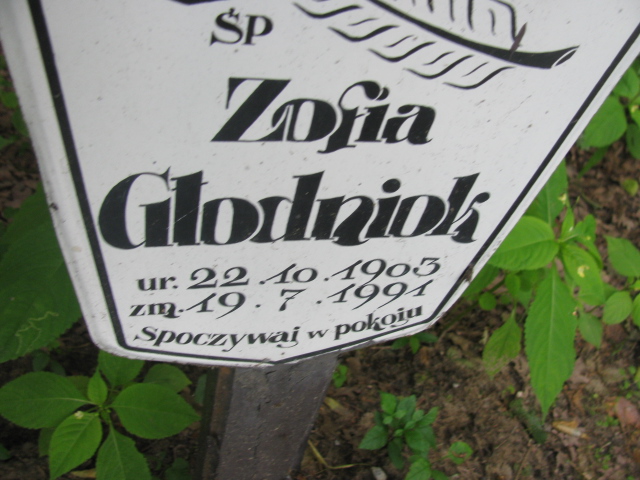 ŚP
Zofia
Głodniok
ur. 22.10.1903
zm. 19.7.1991
Spoczywaj w pokoju